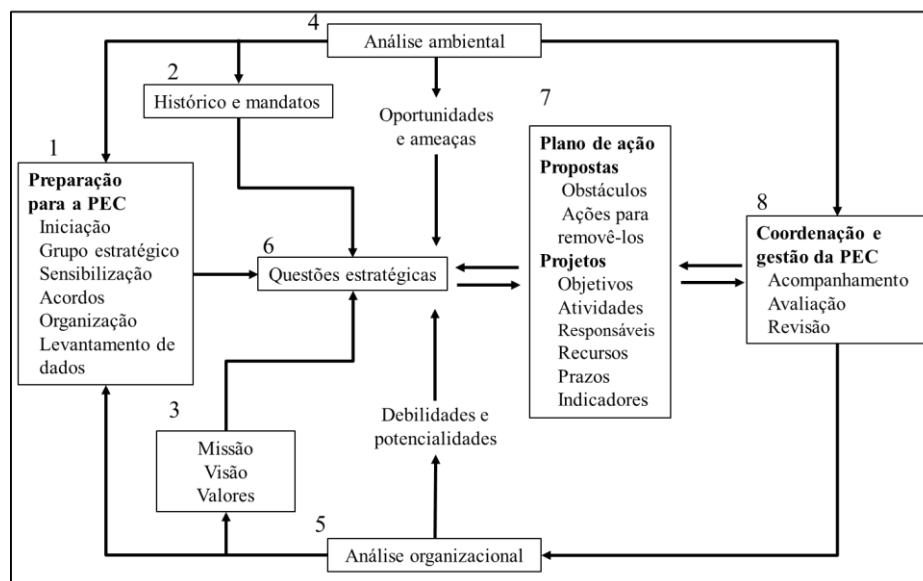 4
Análise ambiental
2
Histórico e mandatos
Oportunidades
e ameaças
1
Preparação
para a PEC
Iniciação
Grupo estratégico
Sensibilização
Acordos
Organização
Levantamento de
dados
6
Questões estratégicas
7
Plano de ação
Propostas
Obstáculos
Ações para
removê-los
Projetos
Objetivos
Atividades
Responsáveis
Recursos
Prazos
Indicadores
8
Coordenação e
gestão da PEC
Acompanhamento
Avaliação
Revisão
3
Missão
Visão
Valores
Debilidades e
potencialidades
5
Análise organizacional